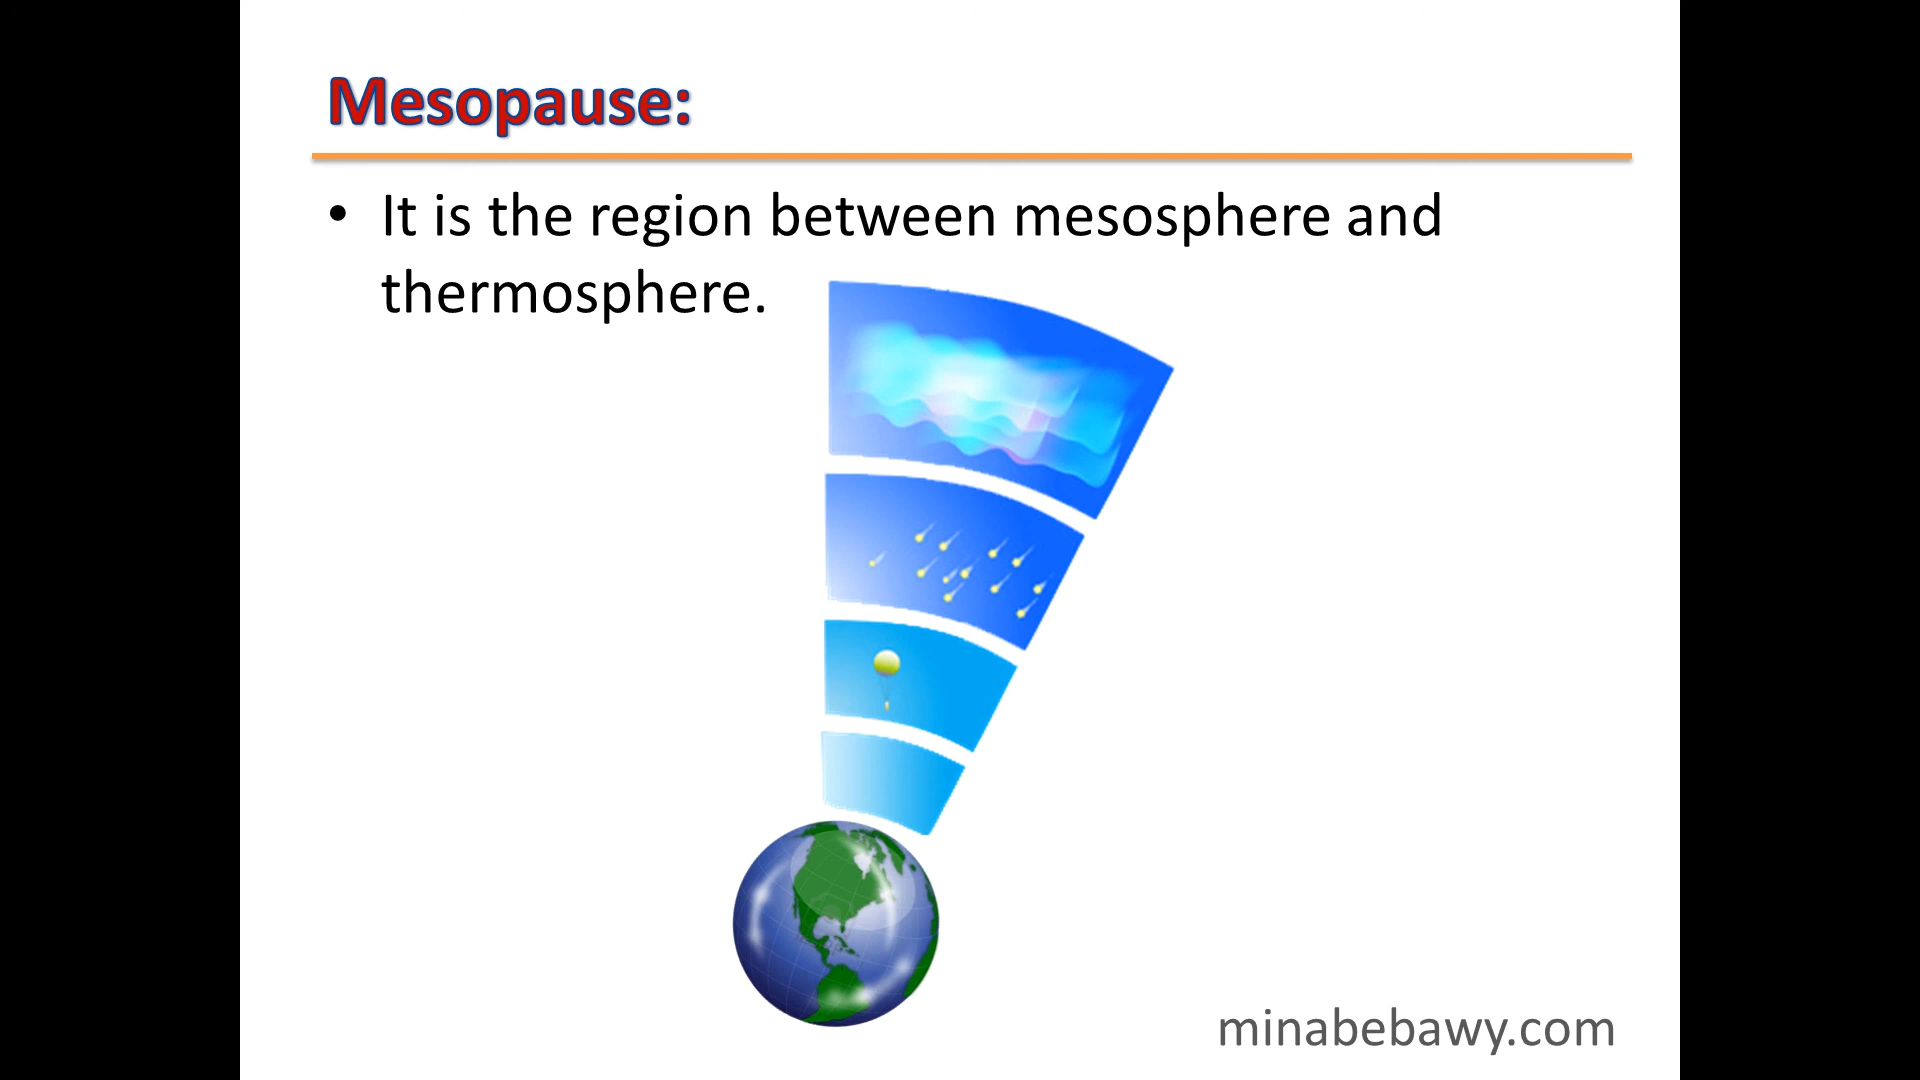 Mesopause:
• It is the region between mesosphere and
thermosphere.
minabebawy.com